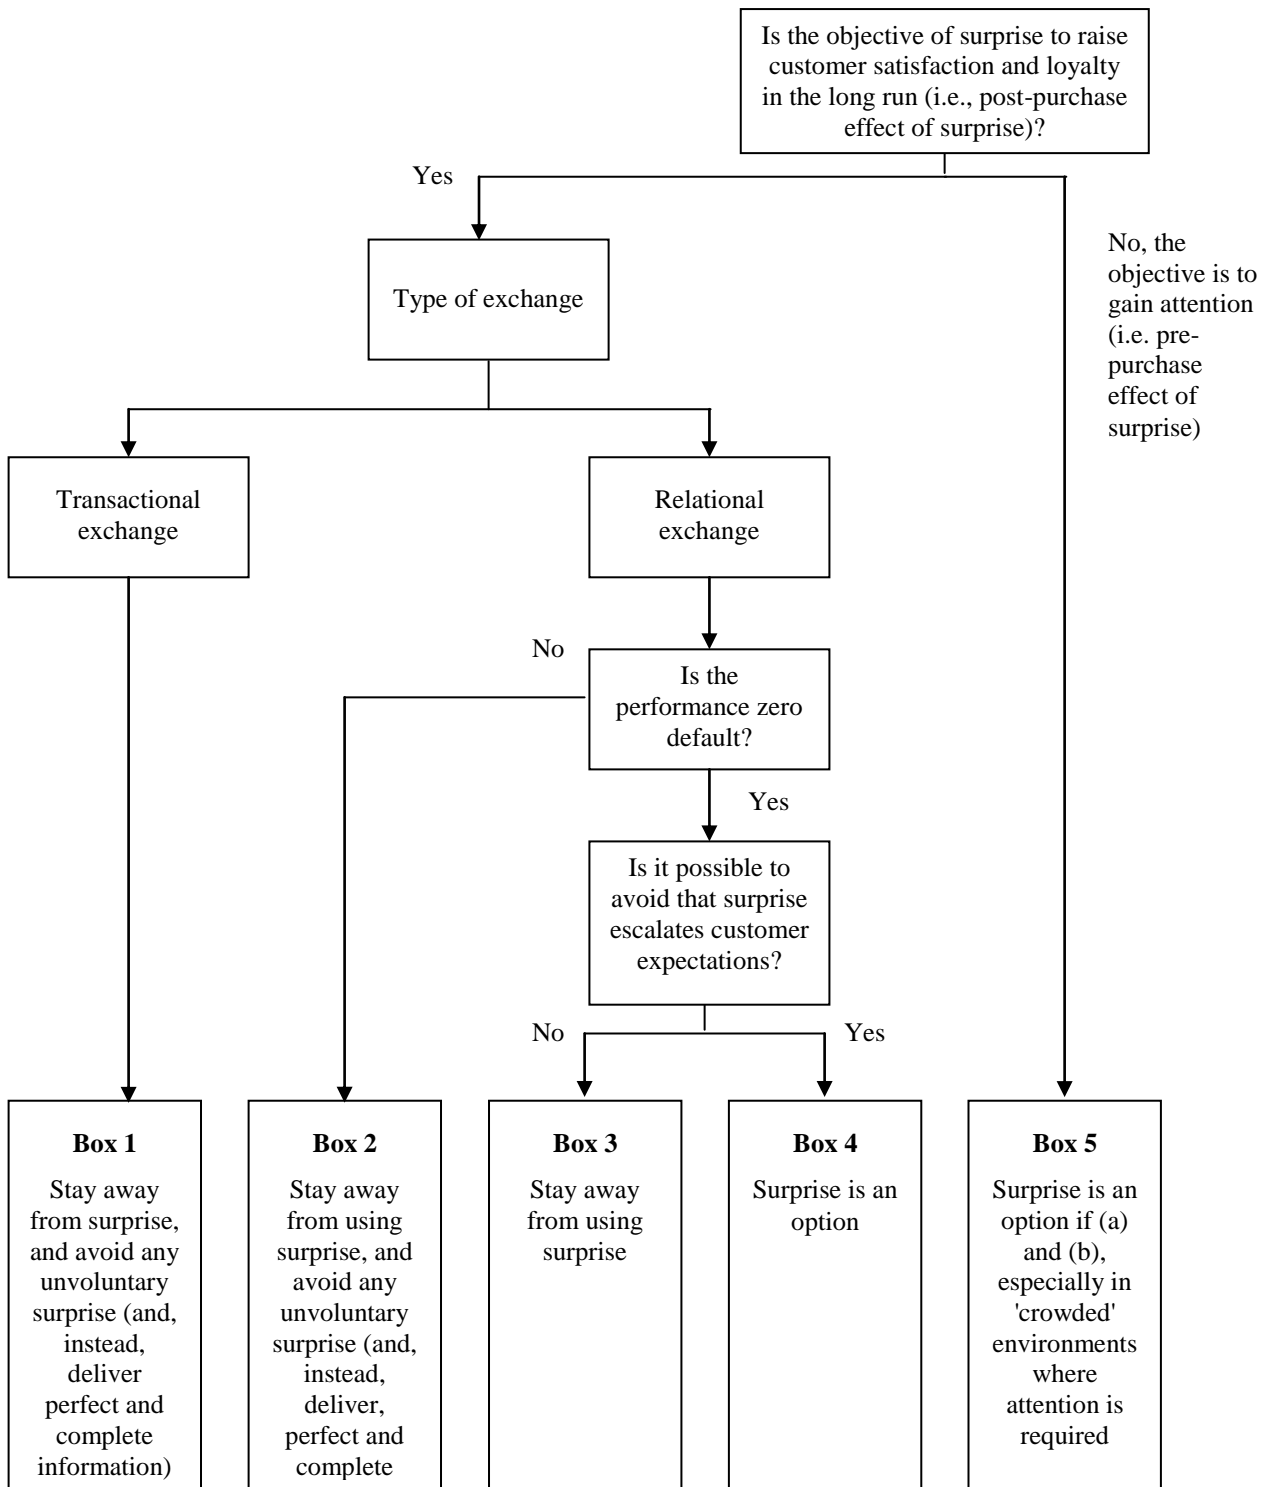 Is the objective of surprise to raise
customer satisfaction and loyalty
in the long run (i.e., post-purchase
effect of surprise)?
Yes
No, the
objective is to
gain attention
(i.e. pre-
purchase
effect of
surprise)
Type of exchange
Transactional
exchange
Relational
exchange
No
Is the
performance zero
default?
Yes
Is it possible to
avoid that surprise
escalates customer
expectations?
No
Yes
Box 1
Stay away
from surprise,
and avoid any
unvoluntary
surprise (and,
instead,
deliver
perfect and
complete
information)
Box 2
Stay away
from using
surprise, and
avoid any
unvoluntary
surprise (and,
instead,
deliver,
perfect and
complete
Box 3
Stay away
from using
surprise
Box 4
Surprise is an
option
Box 5
Surprise is an
option if (a)
and (b),
especially in
'crowded'
environments
where
attention is
required